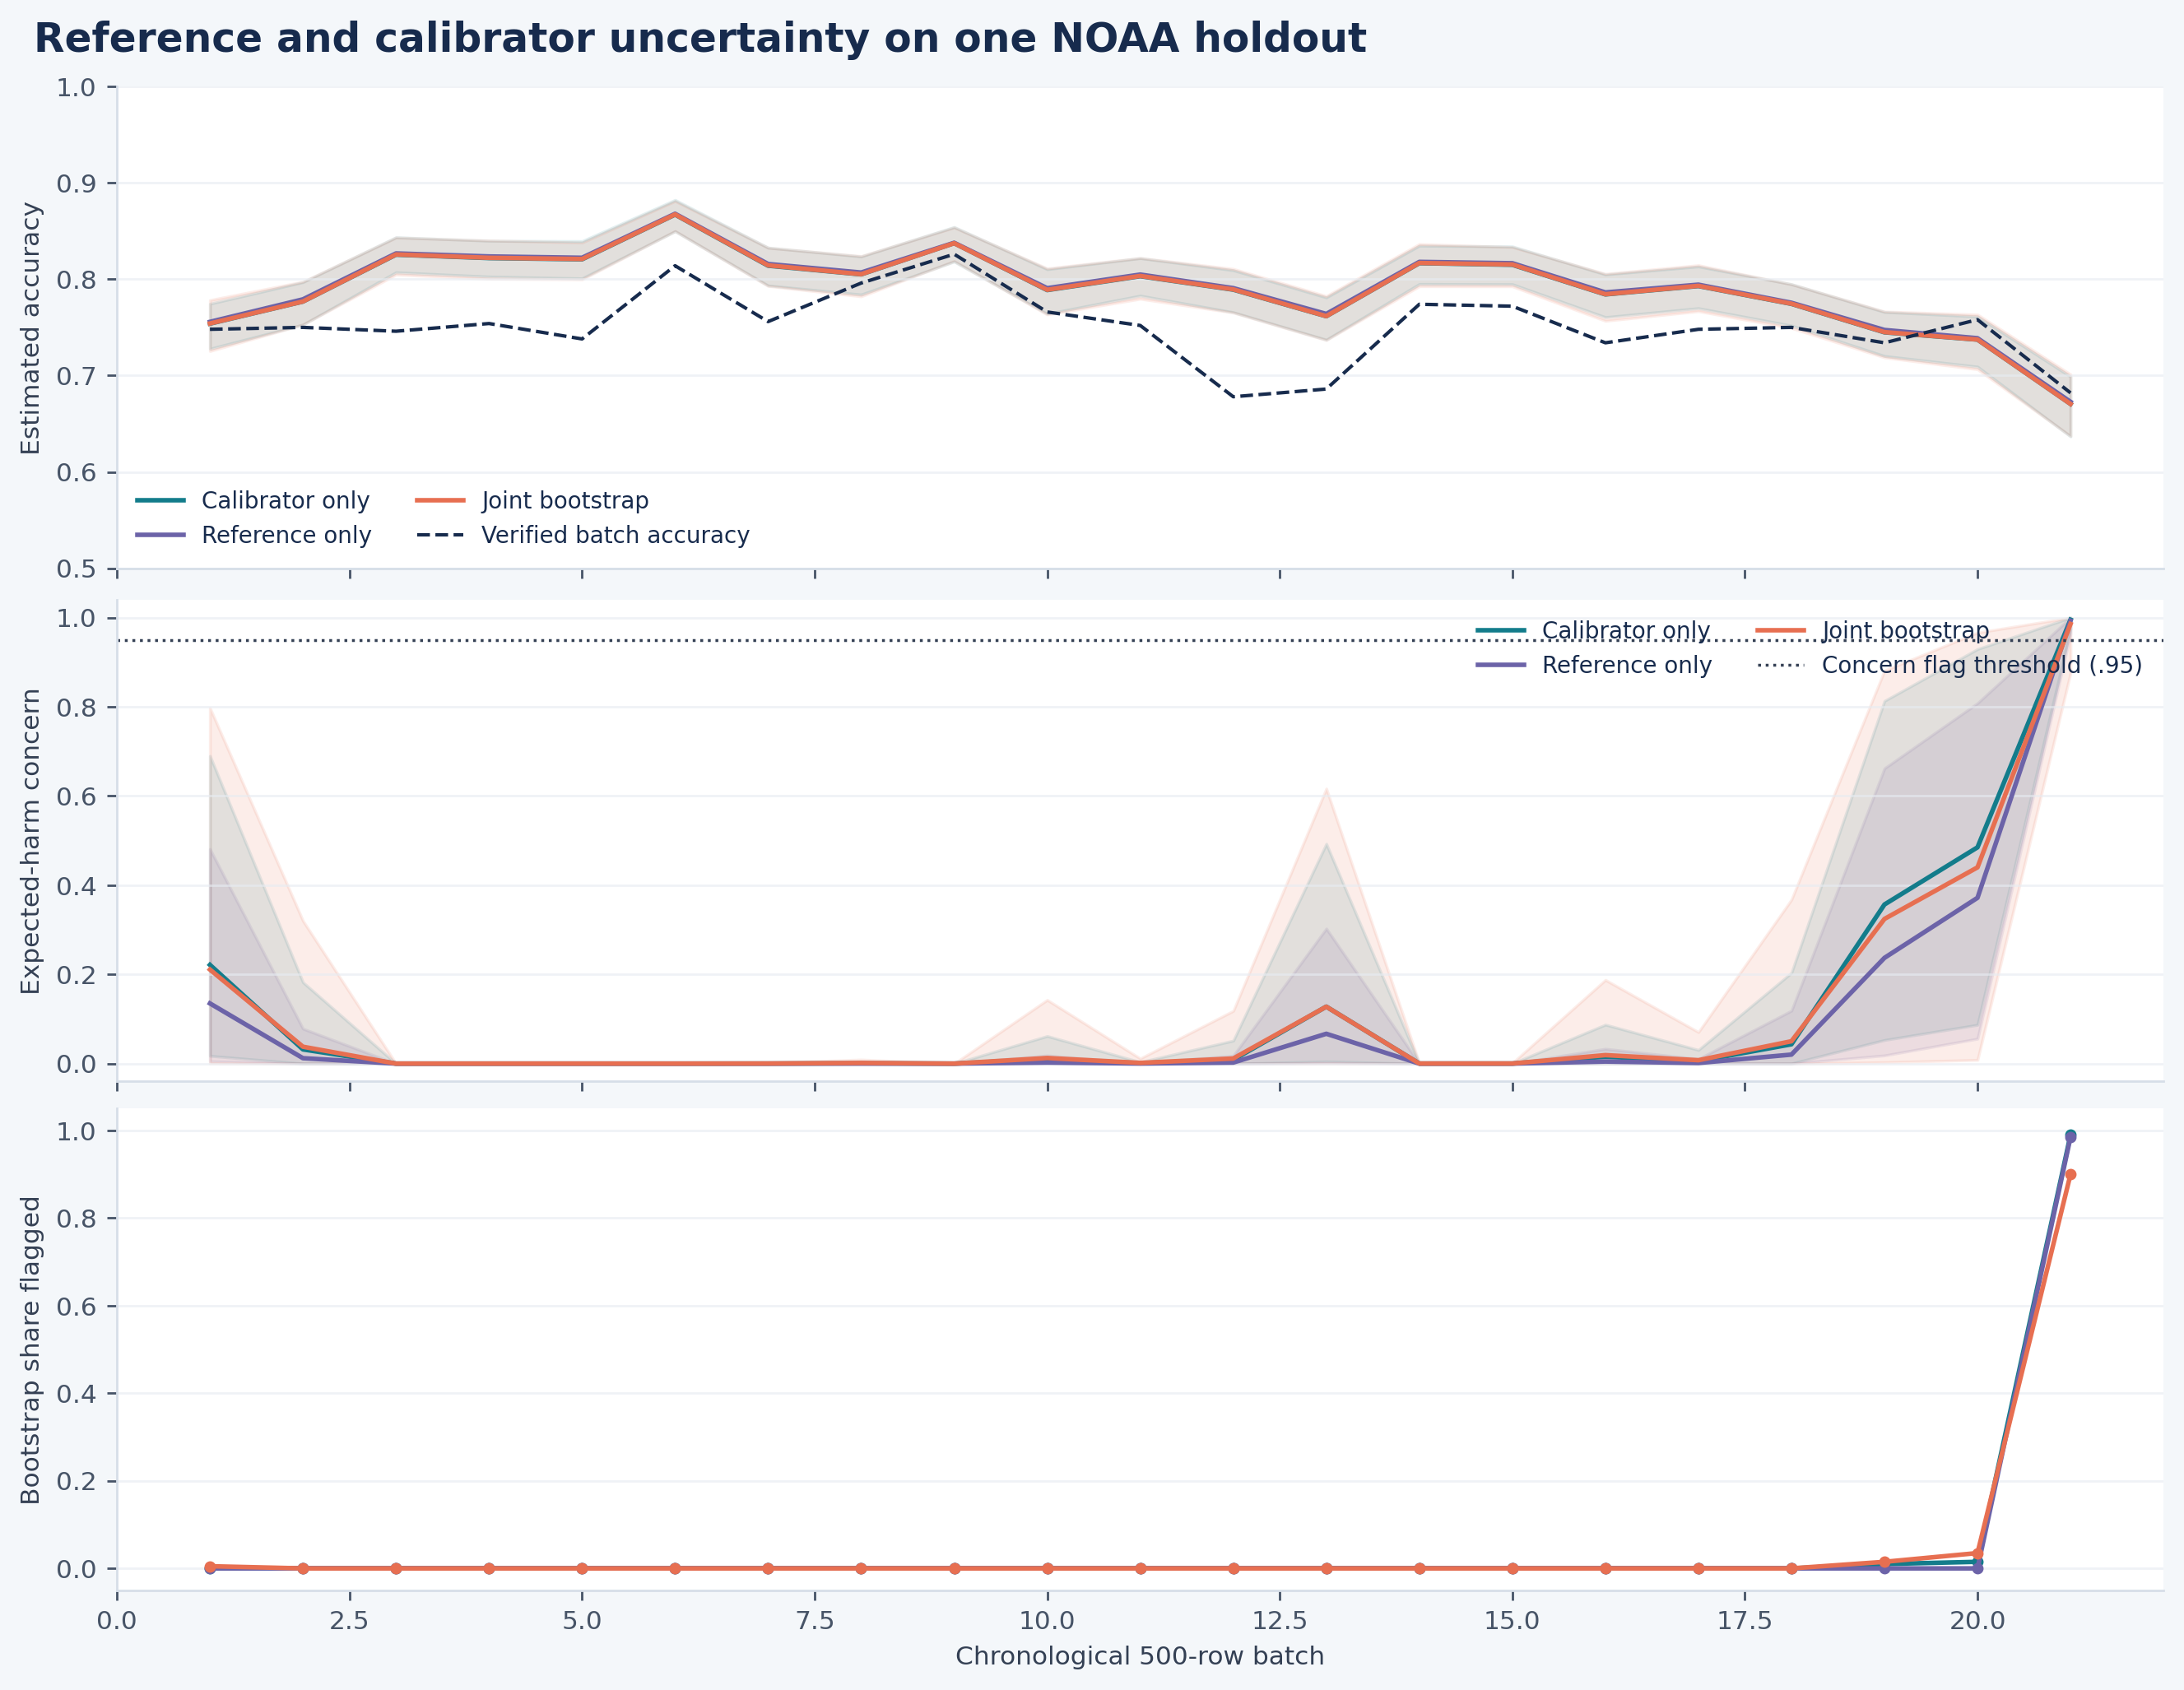 Reference and calibrator uncertainty on one NOAA holdout
Estimated accuracy
1.0
0.9
0.8
0.7
0.6
0.5
Calibrator only
Reference only
Joint bootstrap
Verified batch accuracy
Expected-harm concern
1.0
0.8
0.6
0.4
0.2
0.0
Calibrator only
Reference only
Joint bootstrap
Concern flag threshold (.95)
Bootstrap share flagged
1.0
0.8
0.6
0.4
0.2
0.0
0.0 2.5 5.0 7.5 10.0 12.5 15.0 17.5 20.0
Chronological 500-row batch